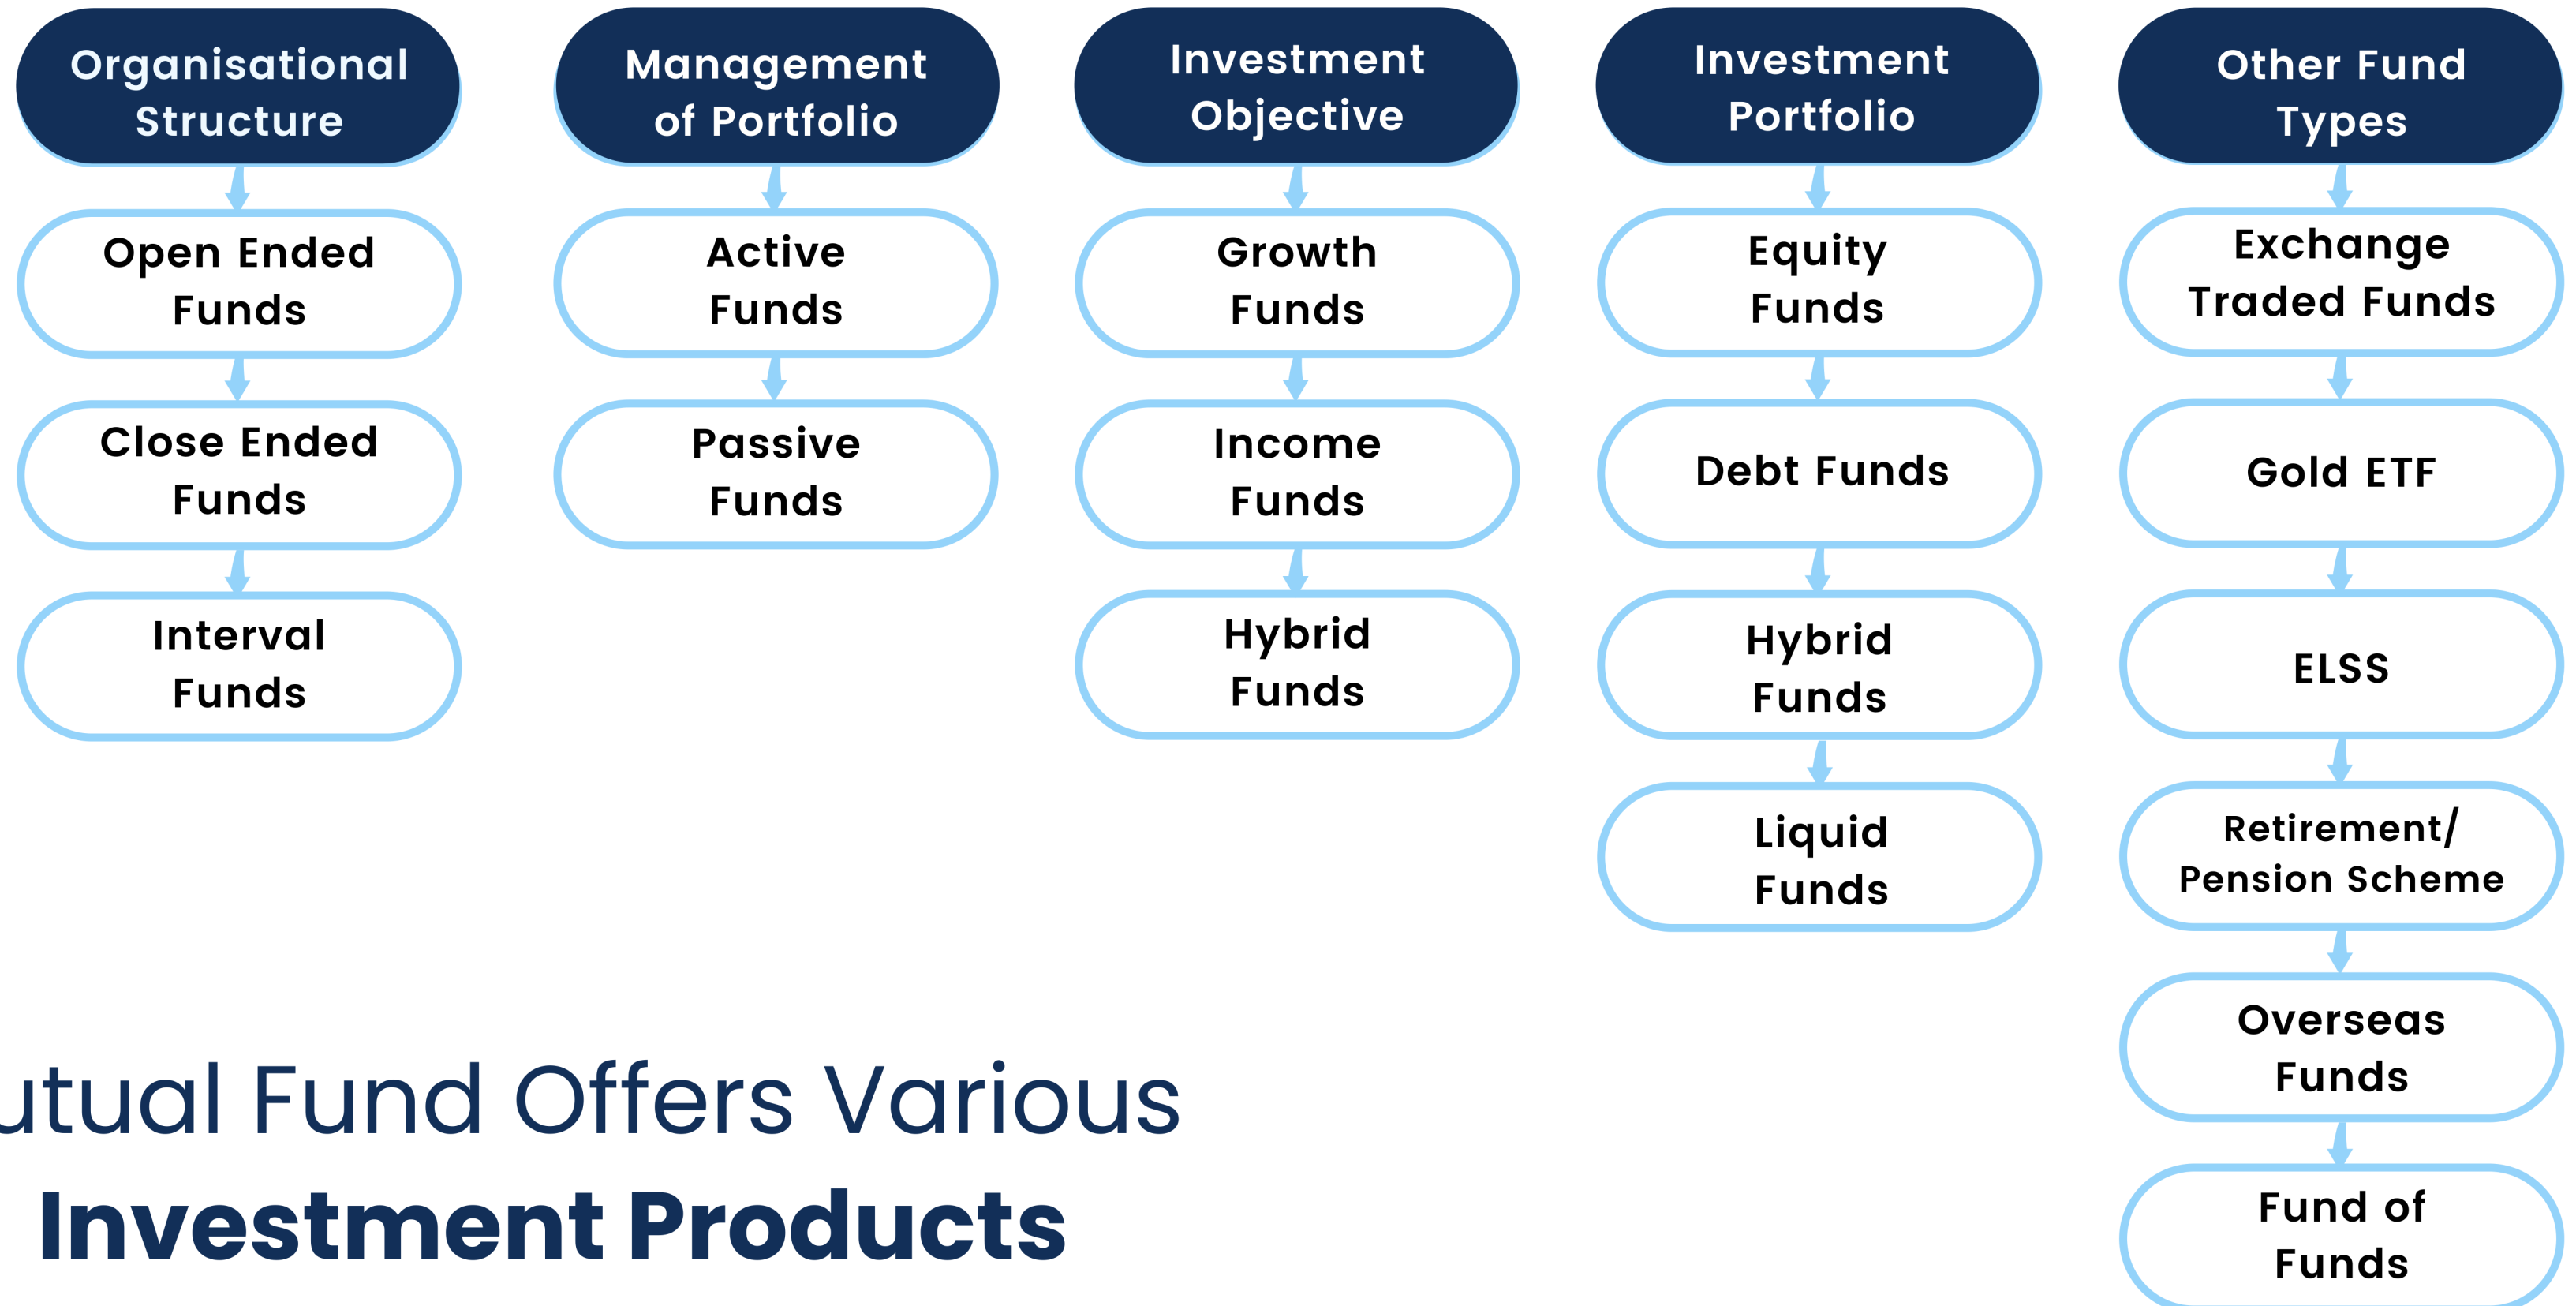 Organisational
Structure
Open Ended
Funds
Close Ended
Funds
Interval
Funds
Management
of Portfolio
Active
Funds
Passive
Funds
Investment
Objective
Growth
Funds
Income
Funds
Hybrid
Funds
Investment
Portfolio
Equity
Funds
Debt Funds
Hybrid
Funds
Liquid
Funds
Other Fund
Types
Exchange
Traded Funds
Gold ETF
ELSS
Retirement/
Pension Scheme
Overseas
Funds
Fund of
Funds
utual Fund Offers Various
Investment Products